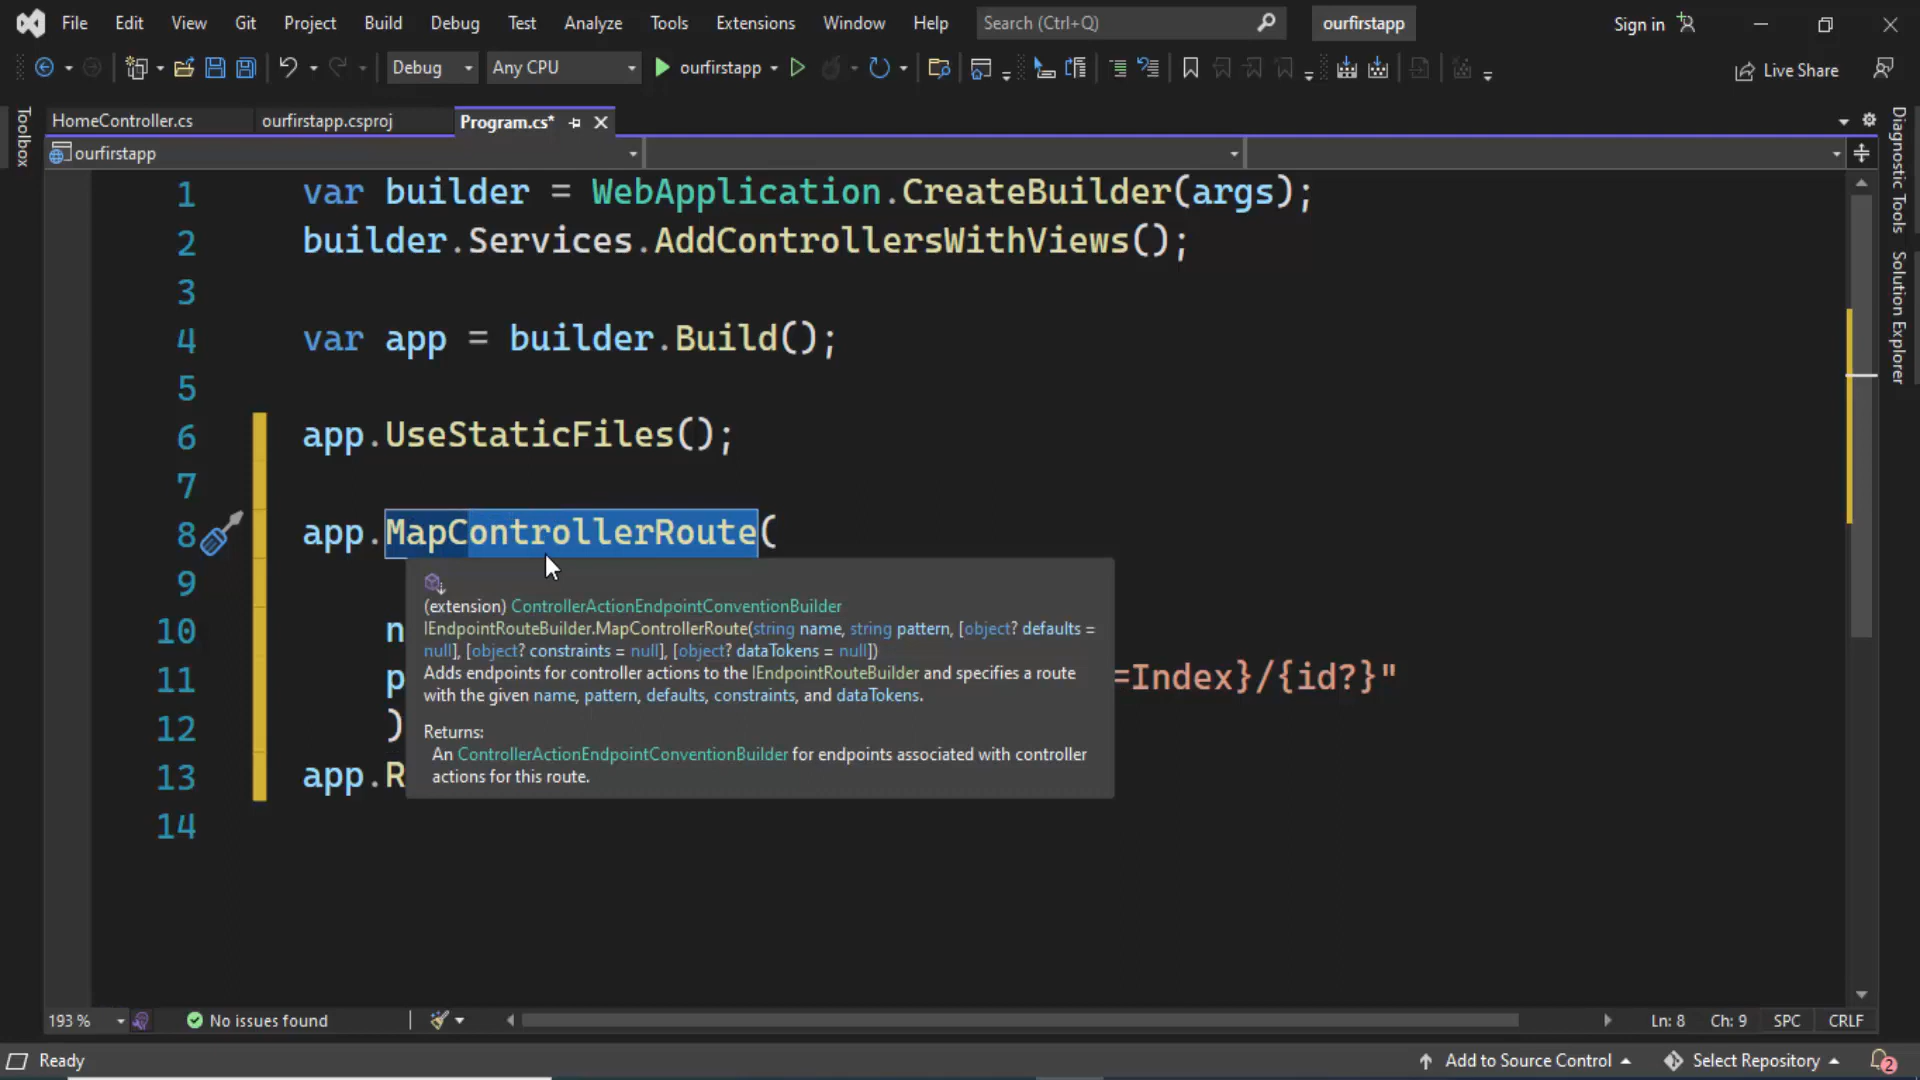 File Edit View Git Project Build Debug Test Analyze Tools Extensions Window Help Search (Ctrl+Q) ourfirstapp Sign in
Debug Any CPU ourfirstapp Live Share
Toolbox
HomeController.cs ourfirstapp.csproj Program.cs*
ourfirstapp
Diagnostic Tools
Solution Explorer
1 var builder = WebApplication.CreateBuilder(args);
2 builder.Services.AddControllersWithViews();
3
4 var app = builder.Build();
5
6 app.UseStaticFiles();
7
8 app.MapControllerRoute(
9
(extension) ControllerActionEndpointConventionBuilder
IEndpointRouteBuilder.MapControllerRoute(string name, string pattern, [object? defaults =
null], [object? constraints = null], [object? dataTokens = null])
Adds endpoints for controller actions to the IEndpointRouteBuilder and specifies a route
with the given name, pattern, defaults, constraints, and dataTokens.
Returns:
An ControllerActionEndpointConventionBuilder for endpoints associated with controller
actions for this route.
10 n
11 p =Index}/{id?}"
12 )
13 app.R
14
193 % No issues found Ln: 8 Ch: 9 SPC CRLF
Ready Add to Source Control Select Repository 2